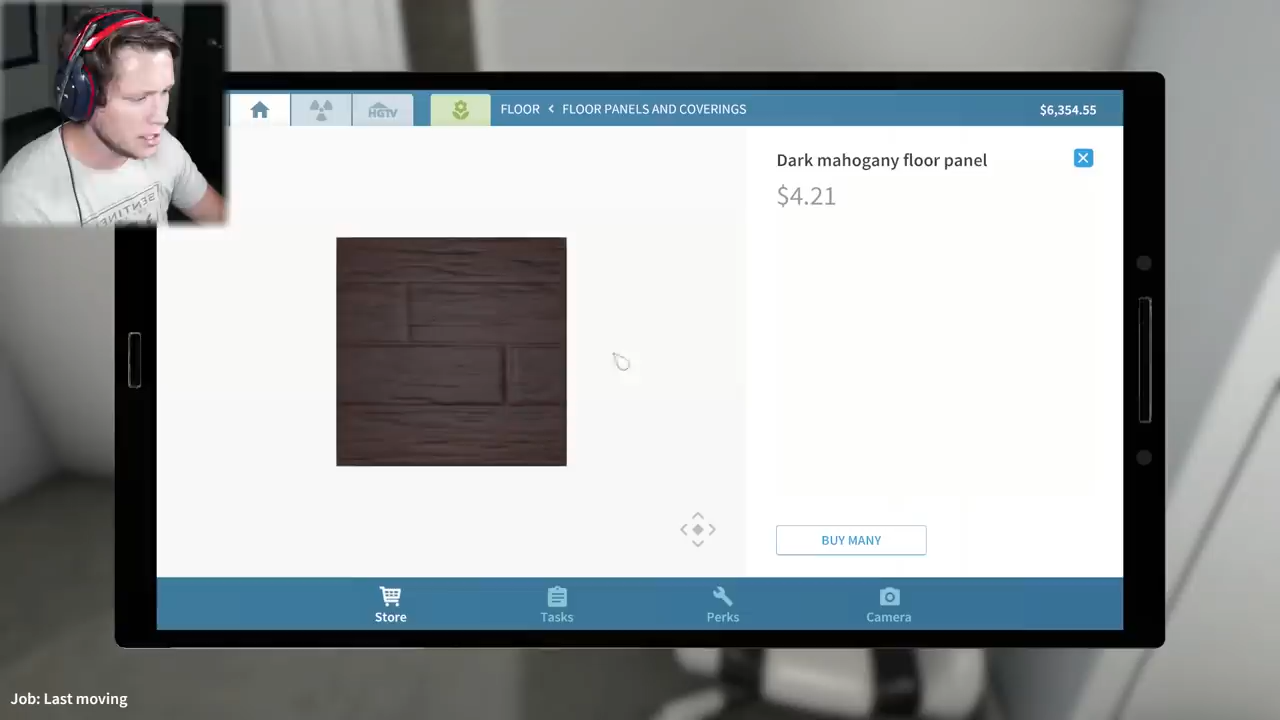 HGTV
FLOOR < FLOOR PANELS AND COVERINGS
$6,354.55
Dark mahogany floor panel
$4.21
BUY MANY
Store
Tasks
Perks
Camera
Job: Last moving